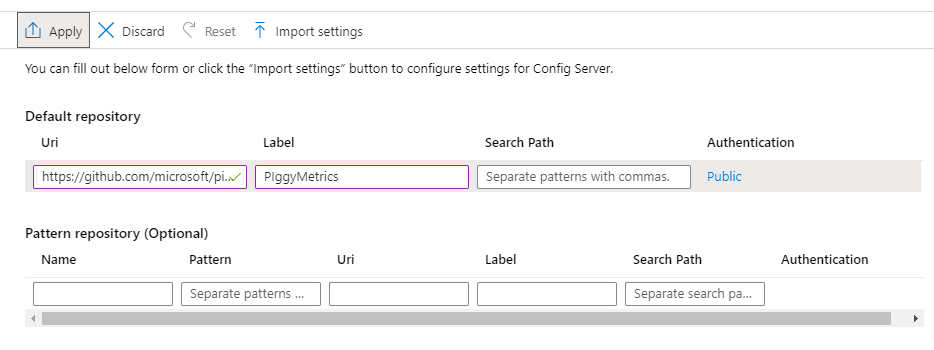 Apply Discard Reset Import settings
You can fill out below form or click the “Import settings” button to configure settings for Config Server.
Default repository
Uri Label Search Path Authentication
https://github.com/microsoft/pi... PIggyMetrics Separate patterns with commas. Public
Pattern repository (Optional)
Name Pattern Uri Label Search Path Authentication
Separate patterns ... Separate search pa...